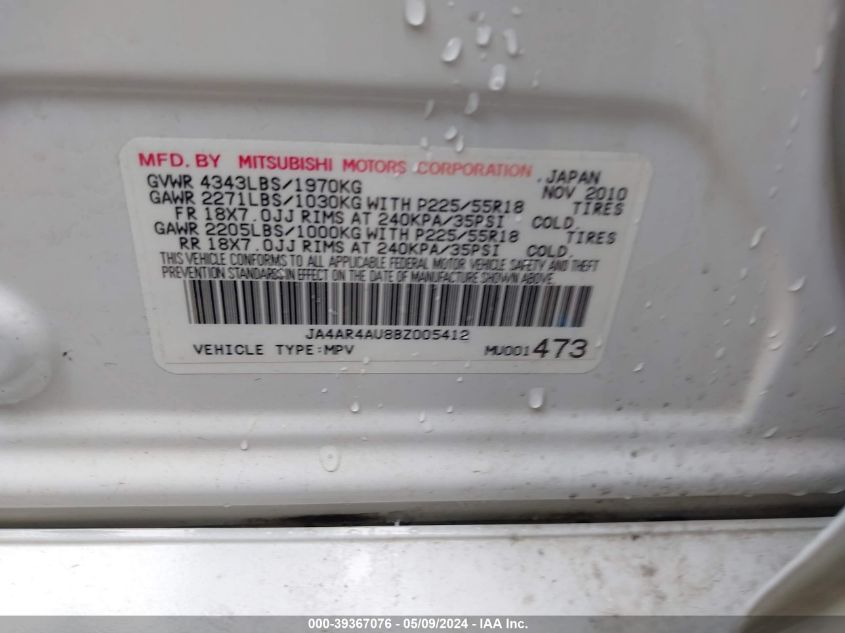 MFD. BY MITSUBISHI MOTORS CORPORATION, JAPAN
GVWR 4343LBS/1970KG NOV 2010
GAWR 2271LBS/1030KG WITH P225/55R18 TIRES
FR 18X7.0JJ RIMS AT 240KPA/35PSI COLD.
GAWR 2205LBS/1000KG WITH P225/55R18 TIRES
RR 18X7.0JJ RIMS AT 240KPA/35PSI COLD.
THIS VEHICLE CONFORMS TO ALL APPLICABLE FEDERAL MOTOR VEHICLE SAFETY AND THEFT
PREVENTION STANDARDS IN EFFECT ON THE DATE OF MANUFACTURE SHOWN ABOVE.
JA4AR4AU8BZ005412
VEHICLE TYPE:MPV MU001473
000-39367076 - 05/09/2024 - IAA Inc.